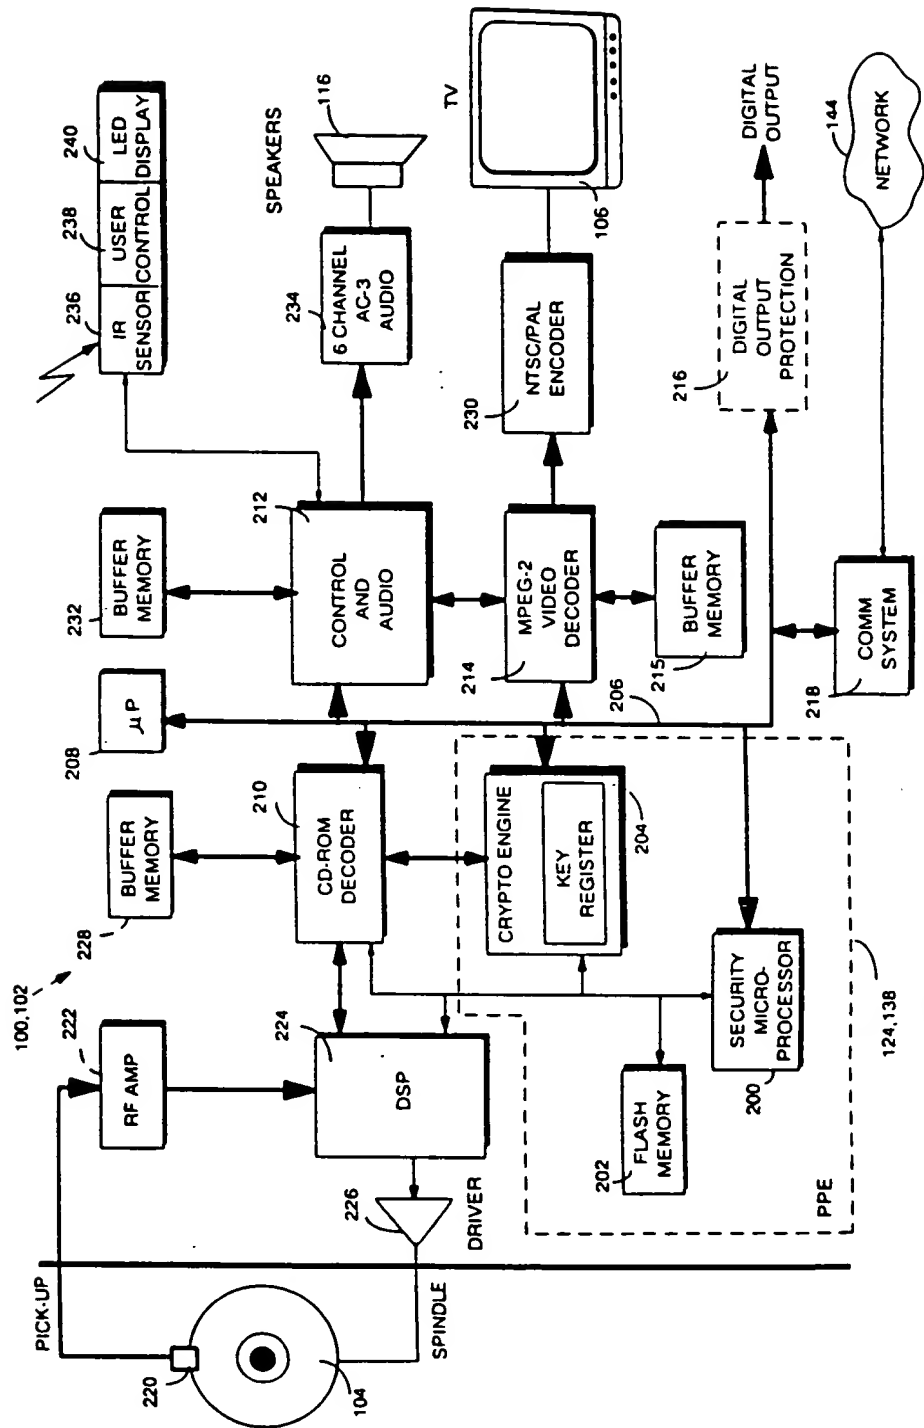 PICK-UP
220
104
SPINDLE
226
DRIVER
100,102
222
RF AMP
224
DSP
228
BUFFER
MEMORY
210
CD-ROM
DECODER
208
μP
232
BUFFER
MEMORY
212
CONTROL
AND
AUDIO
236
238
240
IR
SENSOR
USER
CONTROL
LED
DISPLAY
234
6 CHANNEL
AC-3
AUDIO
SPEAKERS
116
214
MPEG-2
VIDEO
DECODER
230
NTSC/PAL
ENCODER
TV
106
CRYPTO ENGINE
KEY
REGISTER
204
206
215
BUFFER
MEMORY
202
FLASH
MEMORY
200
SECURITY
MICRO-
PROCESSOR
PPE
124,138
216
DIGITAL
OUTPUT
PROTECTION
DIGITAL
OUTPUT
218
COMM
SYSTEM
144
NETWORK